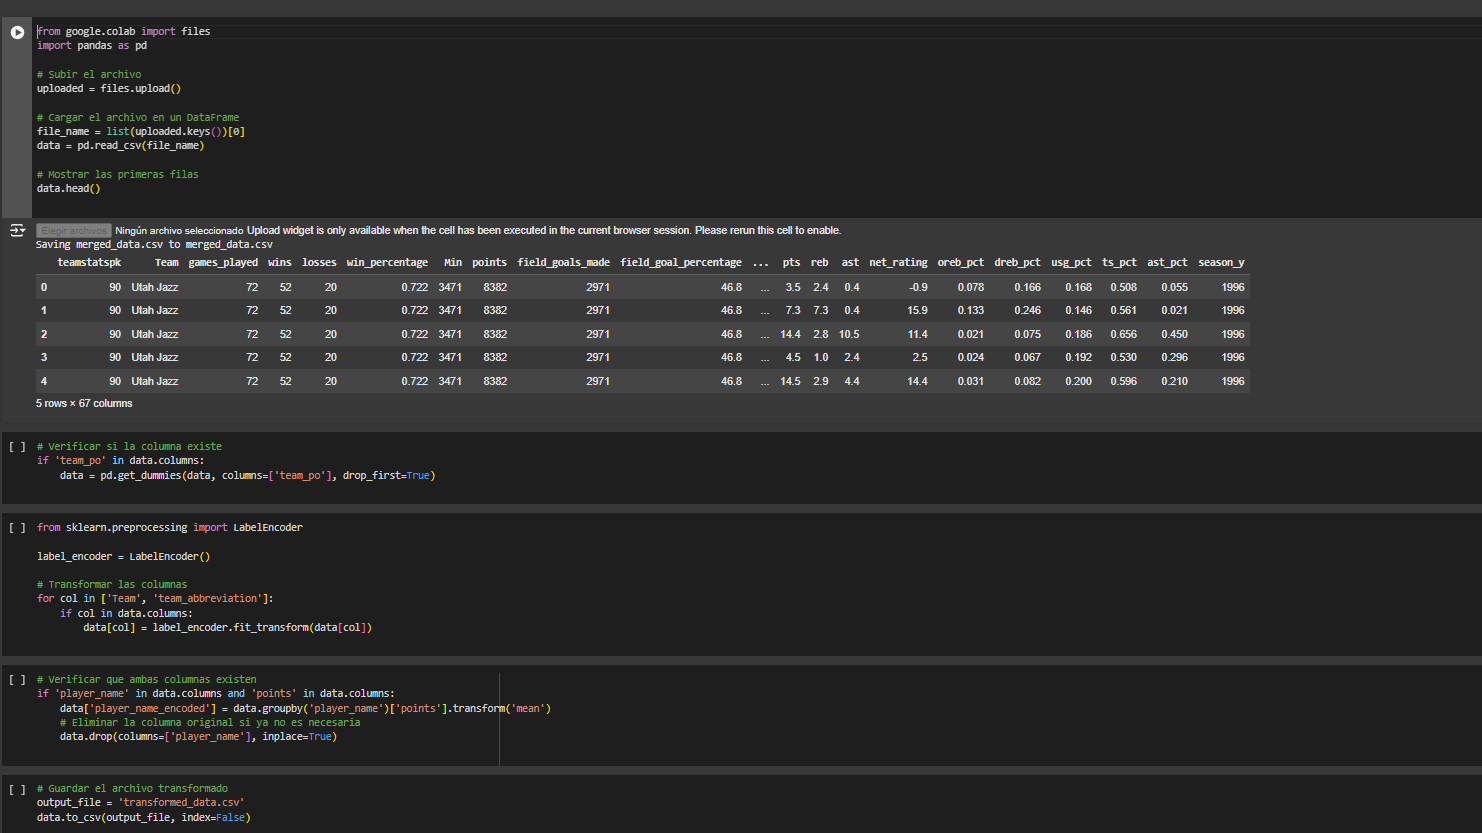 from google.colab import files
import pandas as pd
# Subir el archivo
uploaded = files.upload()
# Cargar el archivo en un DataFrame
file_name = list(uploaded.keys())[0]
data = pd.read_csv(file_name)
# Mostrar las primeras filas
data.head()
Elegir archivos Ningún archivo seleccionado Upload widget is only available when the cell has been executed in the current browser session. Please rerun this cell to enable.
Saving merged_data.csv to merged_data.csv
teamstatspk Team games_played wins losses win_percentage Min points field_goals_made field_goal_percentage ... pts reb ast net_rating oreb_pct dreb_pct usg_pct ts_pct ast_pct season_y
0 90 Utah Jazz 72 52 20 0.722 3471 8382 2971 46.8 ... 3.5 2.4 0.4 -0.9 0.078 0.166 0.168 0.508 0.055 1996
1 90 Utah Jazz 72 52 20 0.722 3471 8382 2971 46.8 ... 7.3 7.3 0.4 15.9 0.133 0.246 0.146 0.561 0.021 1996
2 90 Utah Jazz 72 52 20 0.722 3471 8382 2971 46.8 ... 14.4 2.8 10.5 11.4 0.021 0.075 0.186 0.656 0.450 1996
3 90 Utah Jazz 72 52 20 0.722 3471 8382 2971 46.8 ... 4.5 1.0 2.4 2.5 0.024 0.067 0.192 0.530 0.296 1996
4 90 Utah Jazz 72 52 20 0.722 3471 8382 2971 46.8 ... 14.5 2.9 4.4 14.4 0.031 0.082 0.200 0.596 0.210 1996
5 rows × 67 columns
[ ] # Verificar si la columna existe
if 'team_po' in data.columns:
    data = pd.get_dummies(data, columns=['team_po'], drop_first=True)
[ ] from sklearn.preprocessing import LabelEncoder
label_encoder = LabelEncoder()
# Transformar las columnas
for col in ['Team', 'team_abbreviation']:
    if col in data.columns:
        data[col] = label_encoder.fit_transform(data[col])
[ ] # Verificar que ambas columnas existen
if 'player_name' in data.columns and 'points' in data.columns:
    data['player_name_encoded'] = data.groupby('player_name')['points'].transform('mean')
    # Eliminar la columna original si ya no es necesaria
    data.drop(columns=['player_name'], inplace=True)
[ ] # Guardar el archivo transformado
output_file = 'transformed_data.csv'
data.to_csv(output_file, index=False)